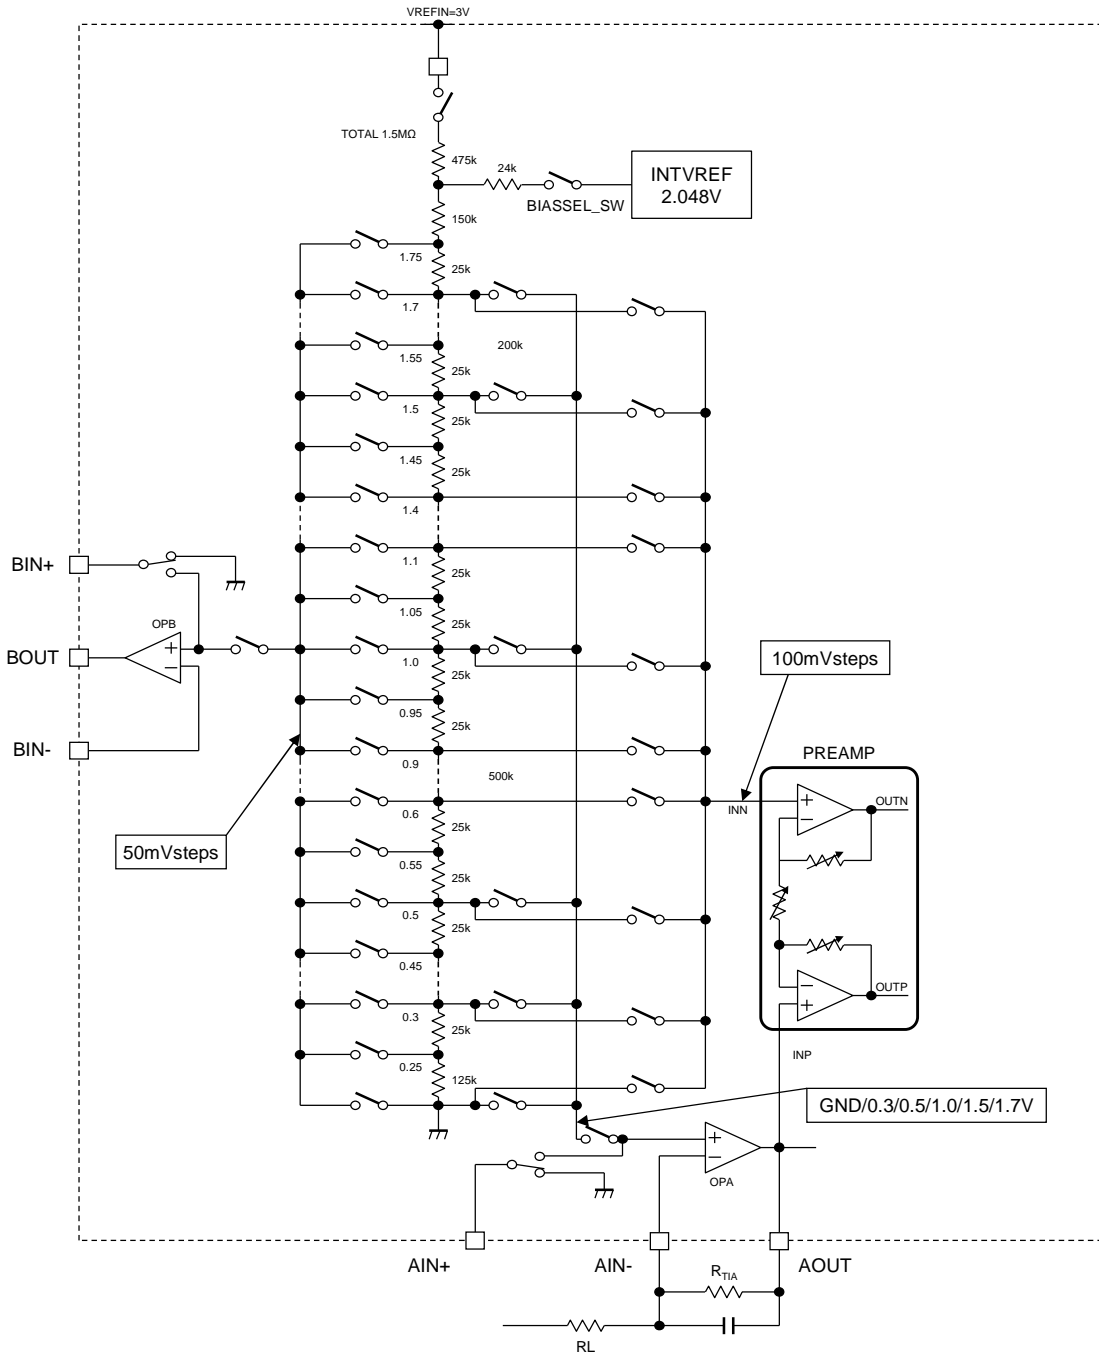 VREFIN=3V
TOTAL 1.5MΩ
475k
24k
INTVREF
2.048V
BIASSEL_SW
150k
1.75
25k
1.7
200k
1.55
25k
1.5
25k
1.45
25k
1.4
1.1
25k
BIN+
1.05
25k
OPB
+
−
BOUT
1.0
25k
100mVsteps
0.95
25k
BIN-
0.9
PREAMP
500k
0.6
INN
+
−
OUTN
25k
50mVsteps
0.55
25k
0.5
25k
0.45
−
+
OUTP
0.3
25k
INP
0.25
125k
GND/0.3/0.5/1.0/1.5/1.7V
+
−
OPA
AIN+
AIN-
AOUT
RTIA
RL